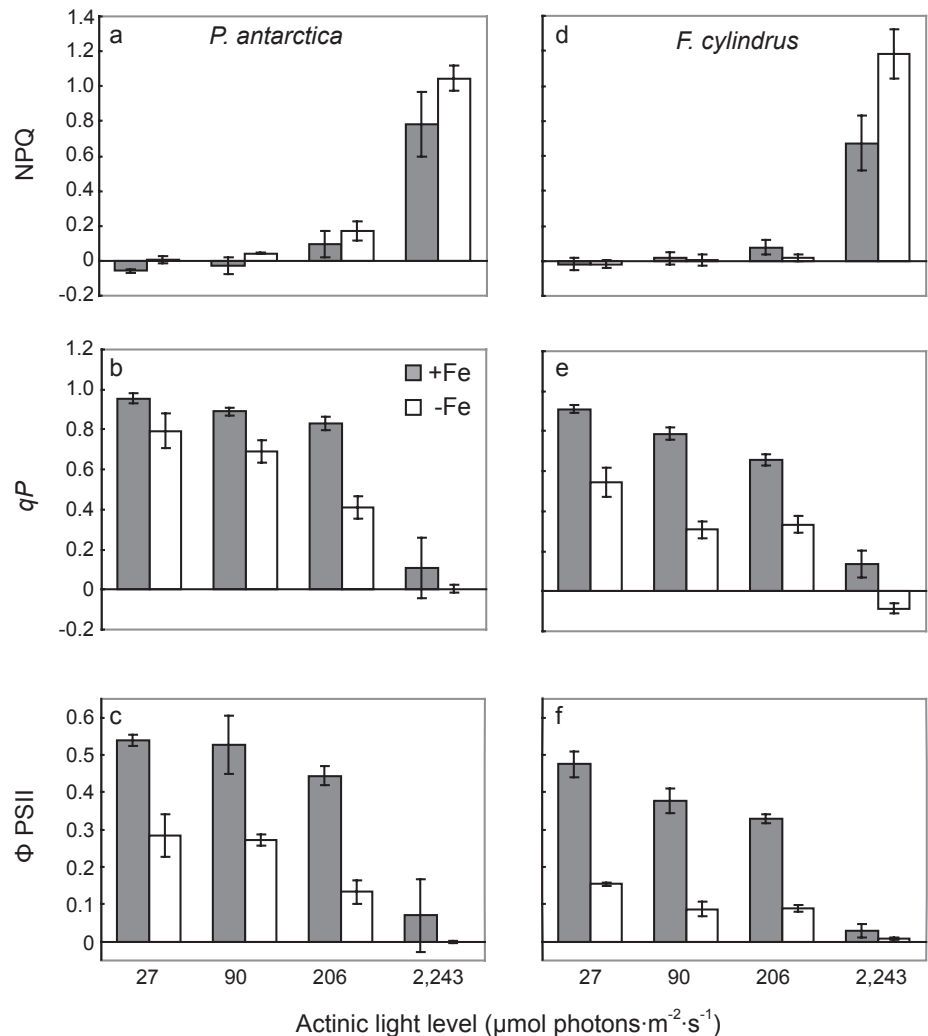 a
P. antarctica
d
F. cylindrus
NPQ
1.4
1.2
1.0
0.8
0.6
0.4
0.2
0
-0.2
b
+Fe
-Fe
e
qP
1.2
1.0
0.8
0.6
0.4
0.2
0
-0.2
c
f
Φ PSII
0.6
0.5
0.4
0.3
0.2
0.1
0
27 90 206 2,243
27 90 206 2,243
Actinic light level (µmol photons·m⁻²·s⁻¹)